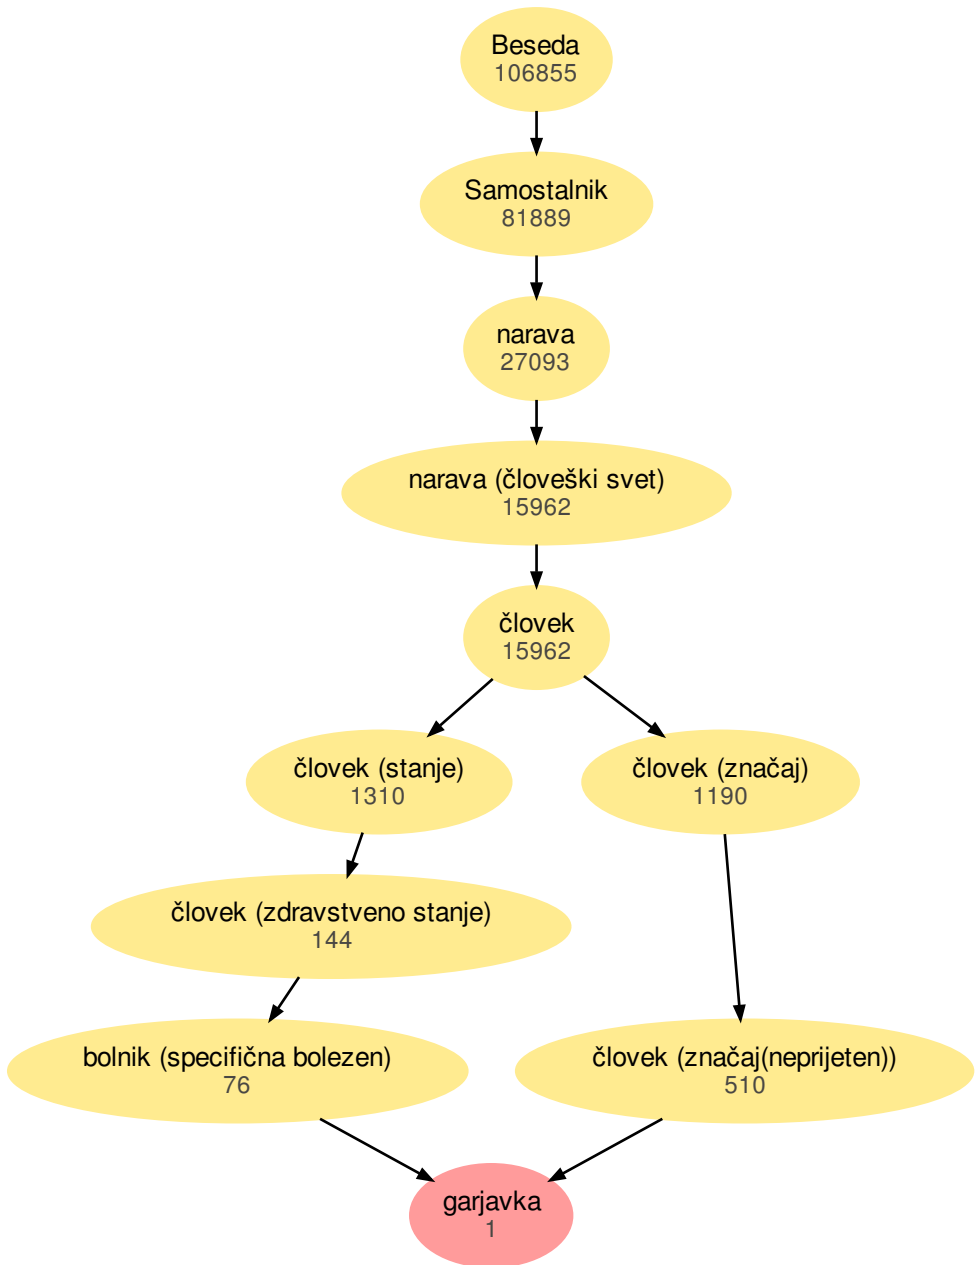 Beseda
106855
Samostalnik
81889
narava
27093
narava (človeški svet)
15962
človek
15962
človek (stanje)
1310
človek (značaj)
1190
človek (zdravstveno stanje)
144
bolnik (specifična bolezen)
76
človek (značaj(neprijeten))
510
garjavka
1